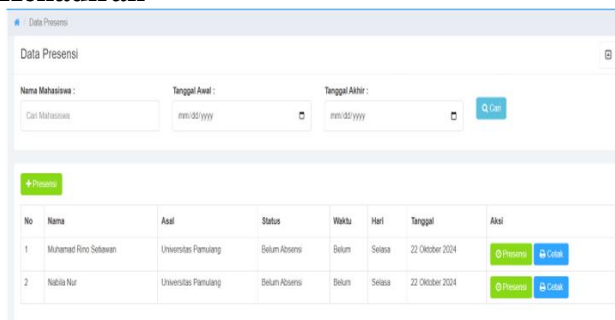 Data Presensi
Data Presensi
Nama Mahasiswa :
Tanggal Awal :
Tanggal Akhir :
Cari Mahasiswa
mm/dd/yyyy
mm/dd/yyyy
Cari
+Presensi
No Nama Asal Status Waktu Hari Tanggal Aksi
1 Muhamad Rino Setiawan Universitas Pamulang Belum Absensi Belum Selasa 22 Oktober 2024 Presensi Cetak
2 Nabila Nur Universitas Pamulang Belum Absensi Belum Selasa 22 Oktober 2024 Presensi Cetak